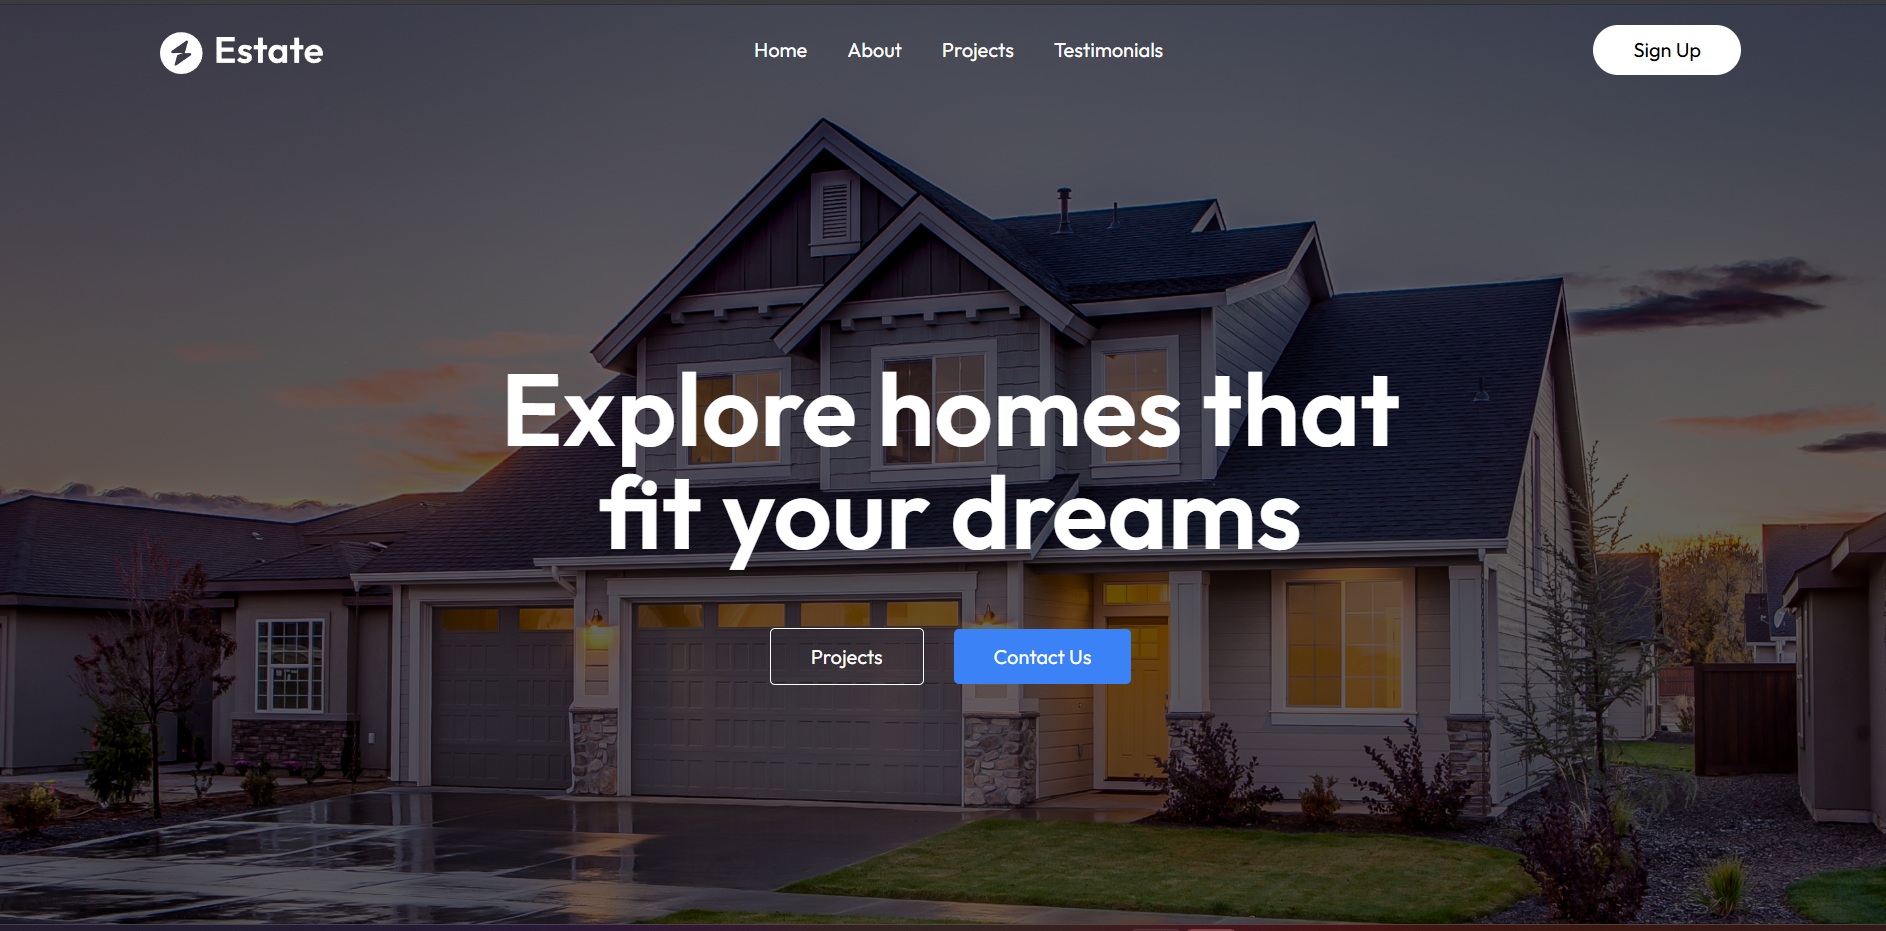 Estate
Home About Projects Testimonials
Sign Up
Explore homes that
fit your dreams
Projects Contact Us